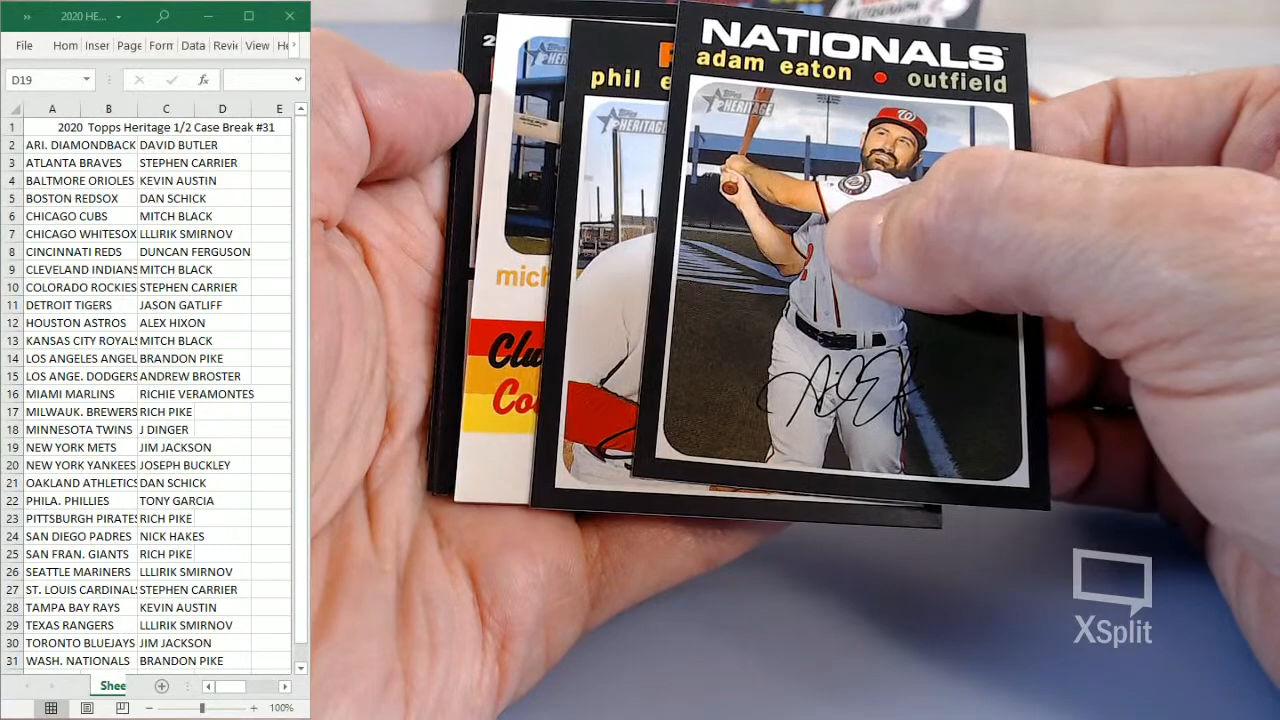 2020 HE...
File Hom Inser Page Forn Data Revie View He
D19
fx
A B C D E
1 2020 Topps Heritage 1/2 Case Break #31
2 ARI. DIAMONDBACK DAVID BUTLER
3 ATLANTA BRAVES STEPHEN CARRIER
4 BALTMORE ORIOLES KEVIN AUSTIN
5 BOSTON REDSOX DAN SCHICK
6 CHICAGO CUBS MITCH BLACK
7 CHICAGO WHITESOX LLLIRIK SMIRNOV
8 CINCINNATI REDS DUNCAN FERGUSON
9 CLEVELAND INDIANS MITCH BLACK
10 COLORADO ROCKIES STEPHEN CARRIER
11 DETROIT TIGERS JASON GATLIFF
12 HOUSTON ASTROS ALEX HIXON
13 KANSAS CITY ROYALS MITCH BLACK
14 LOS ANGELES ANGEL BRANDON PIKE
15 LOS ANGE. DODGERS ANDREW BROSTER
16 MIAMI MARLINS RICHIE VERAMONTES
17 MILWAUK. BREWERS RICH PIKE
18 MINNESOTA TWINS J DINGER
19 NEW YORK METS JIM JACKSON
20 NEW YORK YANKEES JOSEPH BUCKLEY
21 OAKLAND ATHLETICS DAN SCHICK
22 PHILA. PHILLIES TONY GARCIA
23 PITTSBURGH PIRATES RICH PIKE
24 SAN DIEGO PADRES NICK HAKES
25 SAN FRAN. GIANTS RICH PIKE
26 SEATTLE MARINERS LLLIRIK SMIRNOV
27 ST. LOUIS CARDINALS STEPHEN CARRIER
28 TAMPA BAY RAYS KEVIN AUSTIN
29 TEXAS RANGERS LLLIRIK SMIRNOV
30 TORONTO BLUEJAYS JIM JACKSON
31 WASH. NATIONALS BRANDON PIKE
Shee
100%
NATIONALS
adam eaton • outfield
TOPPS HERITAGE
phil e
HERITAGE
mich
Clu
Co
XSplit